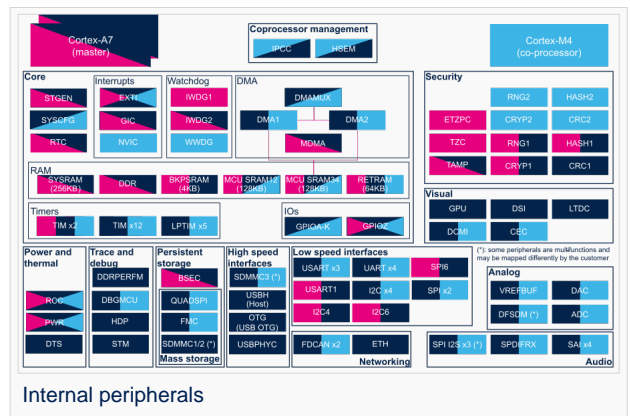 Cortex-A7
(master)
Coprocessor management
IPCC
HSEM
Cortex-M4
(co-processor)
Core
STGEN
SYSCFG
RTC
Interrupts
EXTI
GIC
NVIC
Watchdog
IWDG1
IWDG2
WWDG
DMA
DMAMUX
DMA1
DMA2
MDMA
RAM
SYSRAM
(256KB)
DDR
BKPSRAM
(4KB)
MCU SRAM12
(128KB)
MCU SRAM34
(128KB)
RETRAM
(64KB)
Timers
TIM x2
TIM x12
LPTIM x5
IOs
GPIOA-K
GPIOZ
Security
RNG2
HASH2
ETZPC
CRYP2
CRC2
TZC
RNG1
HASH1
TAMP
CRYP1
CRC1
Visual
GPU
DSI
LTDC
DCMI
CEC
(*): some peripherals are multifunctions and
may be mapped differently by the customer
Power and
thermal
RCC
PWR
DTS
Trace and
debug
DDRPERFM
DBGMCU
HDP
STM
Persistent
storage
BSEC
QUADSPI
FMC
SDMMC1/2 (*)
Mass storage
High speed
interfaces
SDMMC3 (*)
USBH
(Host)
OTG
(USB OTG)
USBPHYC
Low speed interfaces
USART x3
UART x4
SPI6
USART1
I2C x4
SPI x2
I2C4
I2C6
FDCAN x2
ETH
Networking
Analog
VREFBUF
DAC
DFSDM (*)
ADC
SPI I2S x3 (*)
SPDIFRX
SAI x4
Audio
Internal peripherals